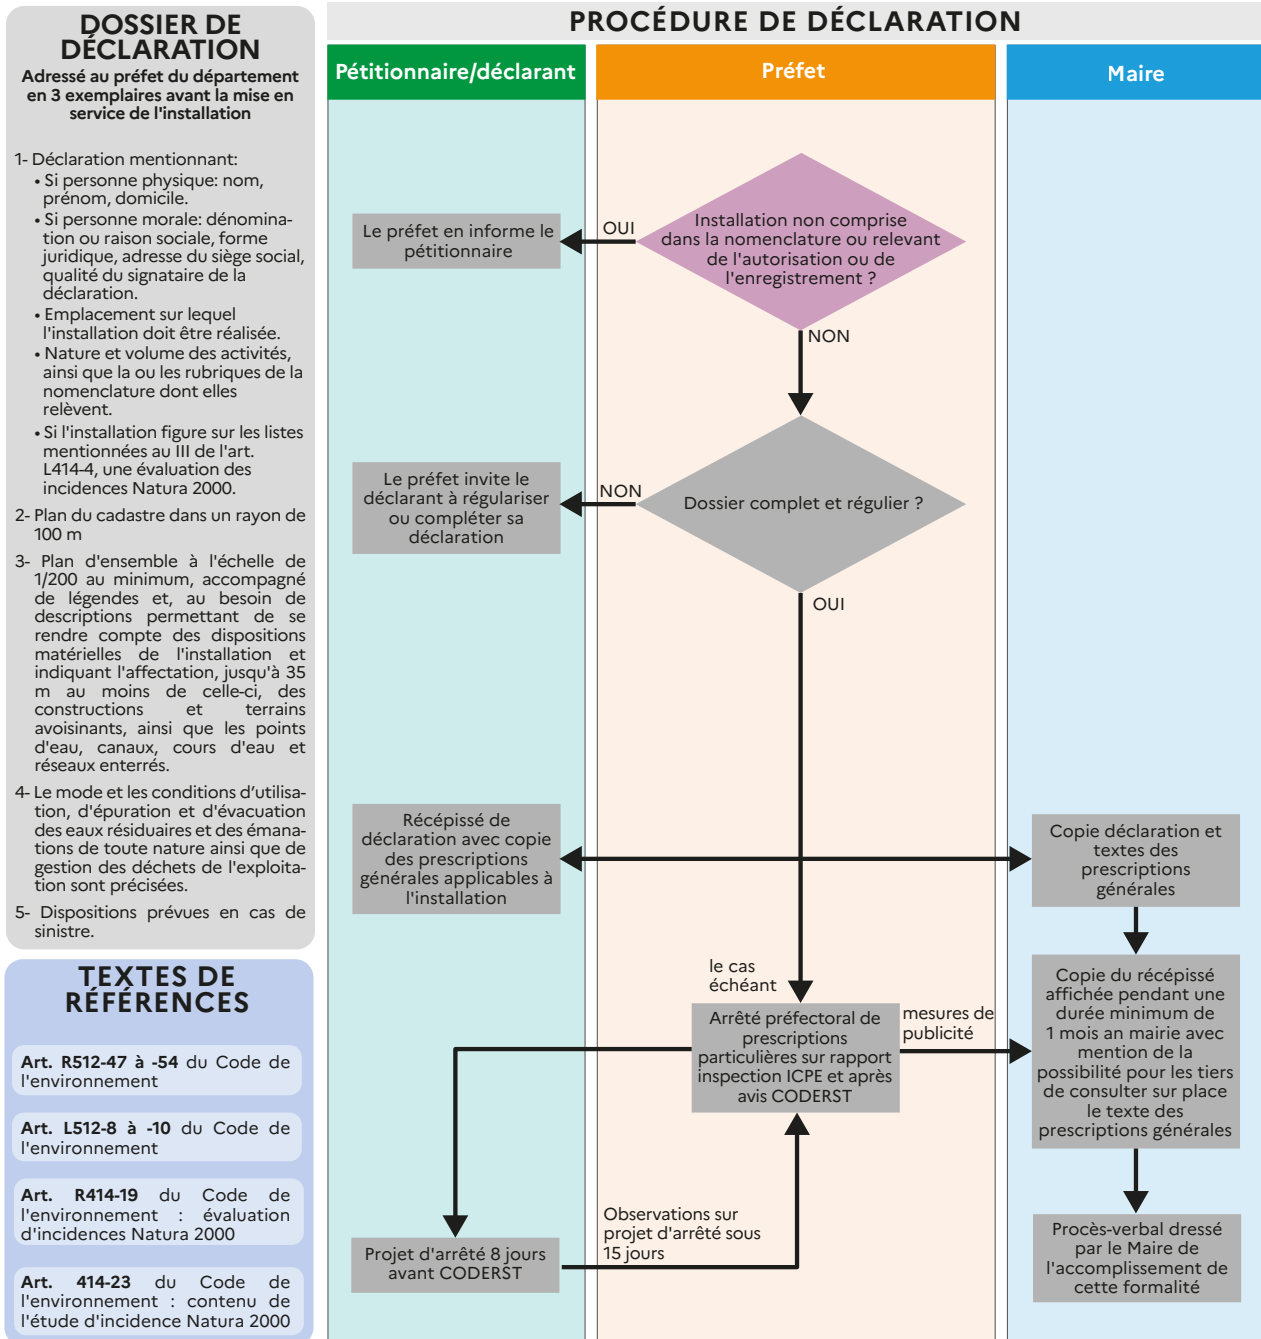 DOSSIER DE
DÉCLARATION
Adressé au préfet du département
en 3 exemplaires avant la mise en
service de l'installation
1- Déclaration mentionnant:
• Si personne physique: nom,
prénom, domicile.
• Si personne morale: dénomina-
tion ou raison sociale, forme
juridique, adresse du siège social,
qualité du signataire de la
déclaration.
• Emplacement sur lequel
l'installation doit être réalisée.
• Nature et volume des activités,
ainsi que la ou les rubriques de la
nomenclature dont elles
relèvent.
• Si l'installation figure sur les listes
mentionnées au III de l'art.
L414-4, une évaluation des
incidences Natura 2000.
2- Plan du cadastre dans un rayon de
100 m
3- Plan d'ensemble à l'échelle de
1/200 au minimum, accompagné
de légendes et, au besoin de
descriptions permettant de se
rendre compte des dispositions
matérielles de l'installation et
indiquant l'affectation, jusqu'à 35
m au moins de celle-ci, des
constructions et terrains
avoisinants, ainsi que les points
d'eau, canaux, cours d'eau et
réseaux enterrés.
4- Le mode et les conditions d'utilisa-
tion, d'épuration et d'évacuation
des eaux résiduaires et des émana-
tions de toute nature ainsi que de
gestion des déchets de l'exploita-
tion sont précisées.
5- Dispositions prévues en cas de
sinistre.
TEXTES DE
RÉFÉRENCES
Art. R512-47 à -54 du Code de
l'environnement
Art. L512-8 à -10 du Code de
l'environnement
Art. R414-19 du Code de
l'environnement : évaluation
d'incidences Natura 2000
Art. 414-23 du Code de
l'environnement : contenu de
l'étude d'incidence Natura 2000
PROCÉDURE DE DÉCLARATION
Pétitionnaire/déclarant
Préfet
Maire
Installation non comprise
dans la nomenclature ou relevant
de l'autorisation ou de
l'enregistrement ?
OUI
Le préfet en informe le
pétitionnaire
NON
Dossier complet et régulier ?
NON
Le préfet invite le
déclarant à régulariser
ou compléter sa
déclaration
OUI
Récépissé de
déclaration avec copie
des prescriptions
générales applicables à
l'installation
Copie déclaration et
textes des
prescriptions
générales
le cas
échéant
Arrêté préfectoral de
prescriptions
particulières sur rapport
inspection ICPE et après
avis CODERST
mesures de
publicité
Copie du récépissé
affichée pendant une
durée minimum de
1 mois an mairie avec
mention de la
possibilité pour les tiers
de consulter sur place
le texte des
prescriptions générales
Observations sur
projet d'arrêté sous
15 jours
Projet d'arrêté 8 jours
avant CODERST
Procès-verbal dressé
par le Maire de
l'accomplissement de
cette formalité